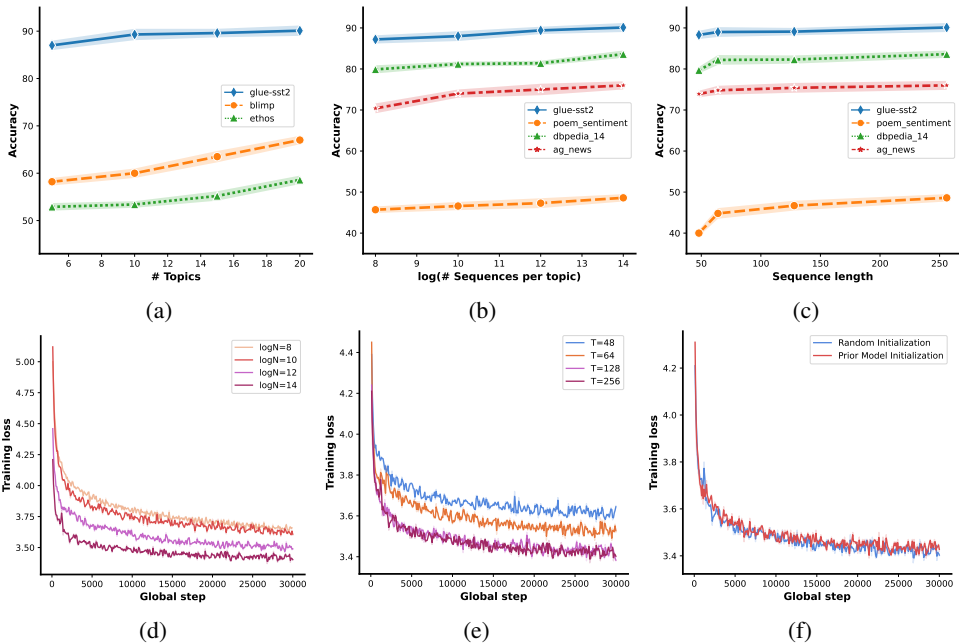 90
80
70
60
50
Accuracy
glue-sst2
blimp
ethos
6
8
10
12
14
16
18
20
# Topics
(a)
90
80
70
60
50
40
Accuracy
glue-sst2
poem_sentiment
dbpedia_14
ag_news
8
9
10
11
12
13
14
log(# Sequences per topic)
(b)
90
80
70
60
50
40
Accuracy
glue-sst2
poem_sentiment
dbpedia_14
ag_news
50
100
150
200
250
Sequence length
(c)
5.00
4.75
4.50
4.25
4.00
3.75
3.50
Training loss
logN=8
logN=10
logN=12
logN=14
0
5000
10000
15000
20000
25000
30000
Global step
(d)
4.4
4.2
4.0
3.8
3.6
3.4
Training loss
T=48
T=64
T=128
T=256
0
5000
10000
15000
20000
25000
30000
Global step
(e)
4.2
4.0
3.8
3.6
3.4
Training loss
Random Initialization
Prior Model Initialization
0
5000
10000
15000
20000
25000
30000
Global step
(f)